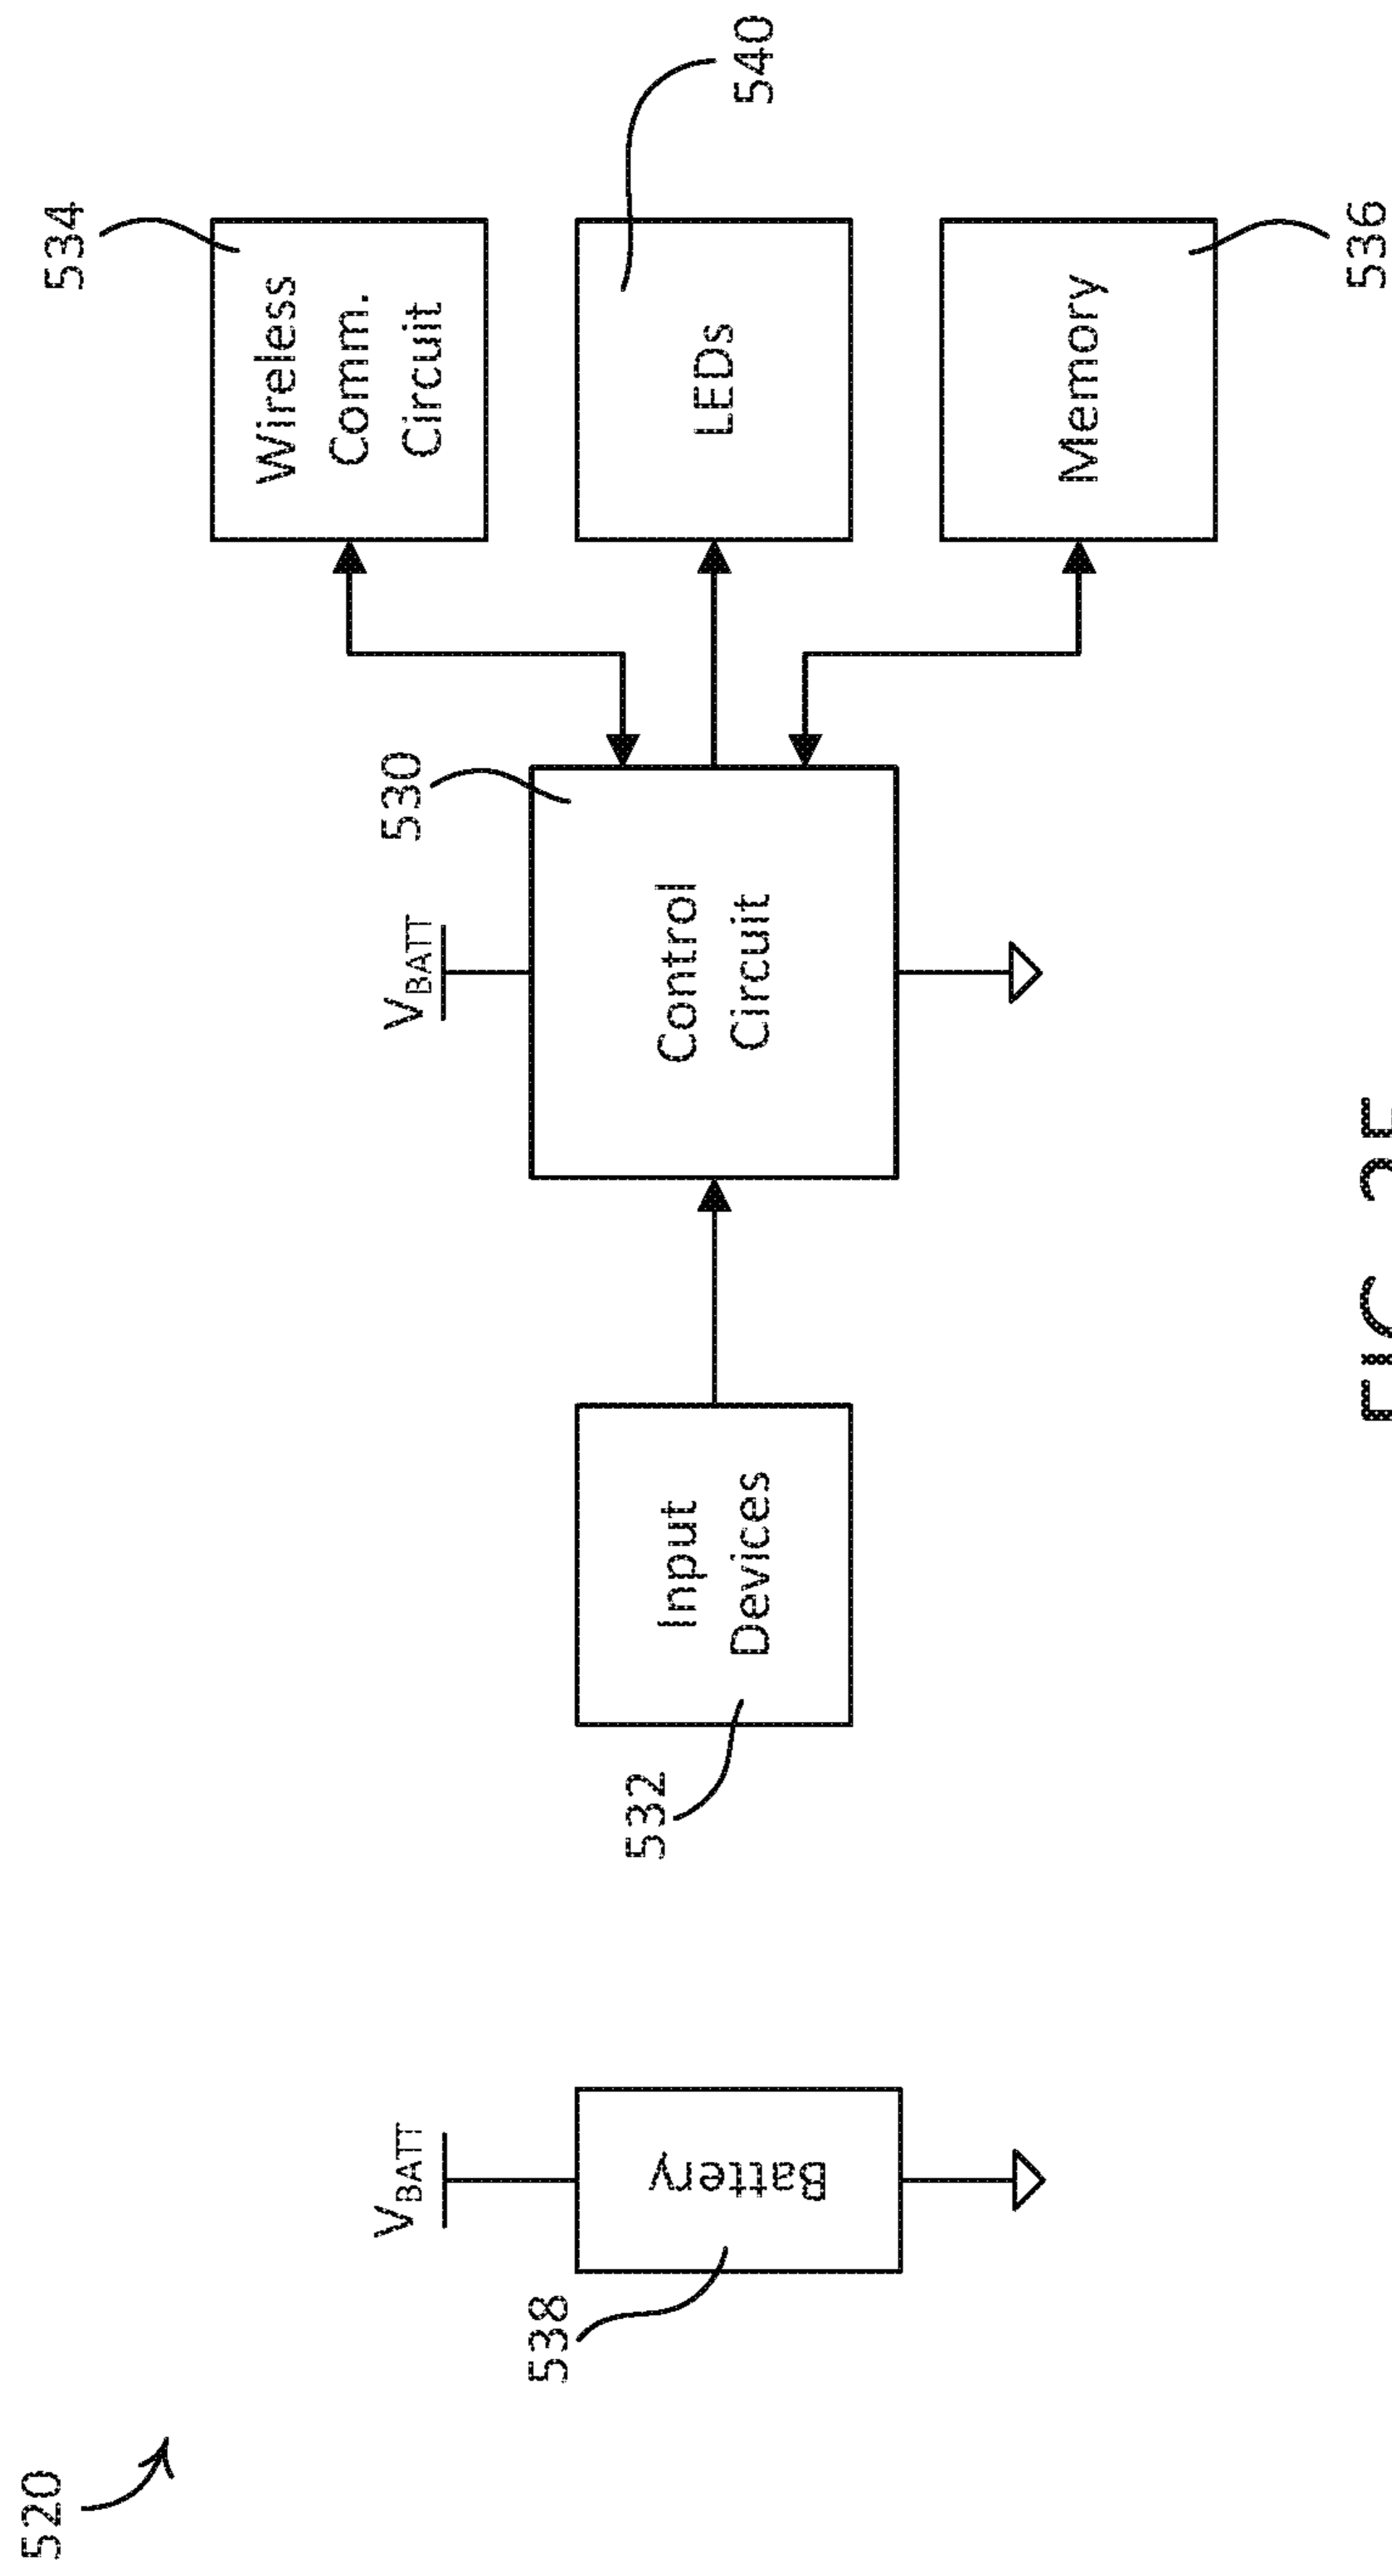 520
538
V_BATT
Battery
532
Input
Devices
V_BATT
530
Control
Circuit
534
Wireless
Comm.
Circuit
540
LEDs
536
Memory